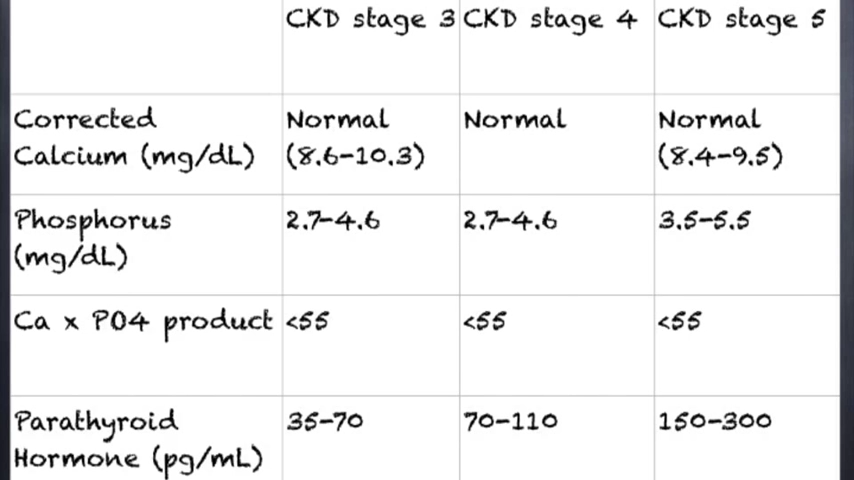 CKD stage 3 CKD stage 4 CKD stage 5
Corrected Calcium (mg/dL) Normal (8.6-10.3) Normal Normal (8.4-9.5)
Phosphorus (mg/dL) 2.7-4.6 2.7-4.6 3.5-5.5
Ca x PO4 product <55 <55 <55
Parathyroid Hormone (pg/mL) 35-70 70-110 150-300